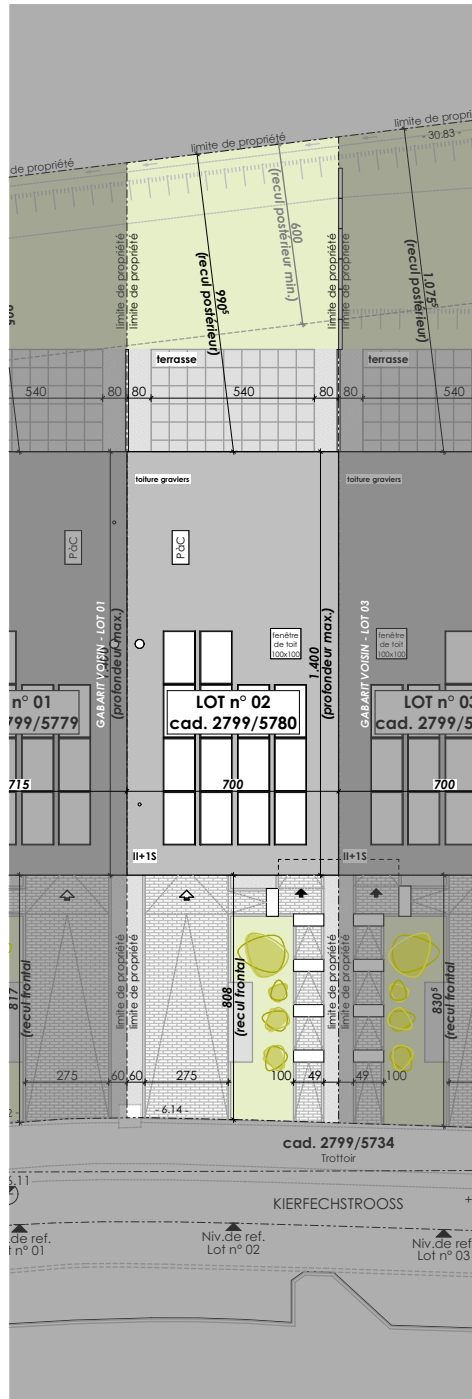 limite de propriété
- 30.83 -
limite de propriété
de propriété
limite de propriété
limite de propriété
limite de propriété
limite de propriété
990⁵
(recul postérieur)
600
(recul postérieur min.)
1.075⁵
(recul postérieur)
terrasse
terrasse
540
80
80
540
80
80
540
toiture graviers
toiture graviers
PàC
PàC
GABARIT VOISIN - LOT 01
1.400
(profondeur max.)
fenêtre
de toit
100x100
1.400
(profondeur max.)
GABARIT VOISIN - LOT 03
fenêtre
de toit
100x100
n° 01
799/5779
LOT n° 02
cad. 2799/5780
LOT n° 03
cad. 2799/5
715
700
700
II+1S
II+1S
817
(recul frontal)
limite de propriété
limite de propriété
808
(recul frontal)
limite de propriété
limite de propriété
830⁵
(recul frontal)
275
60
60
275
100
49
49
100
- 6.14 -
cad. 2799/5734
Trottoir
6.11
KIERFECHSTROOSS
Niv.de ref.
t n° 01
Niv.de ref.
Lot n° 02
Niv.de ref.
Lot n° 03